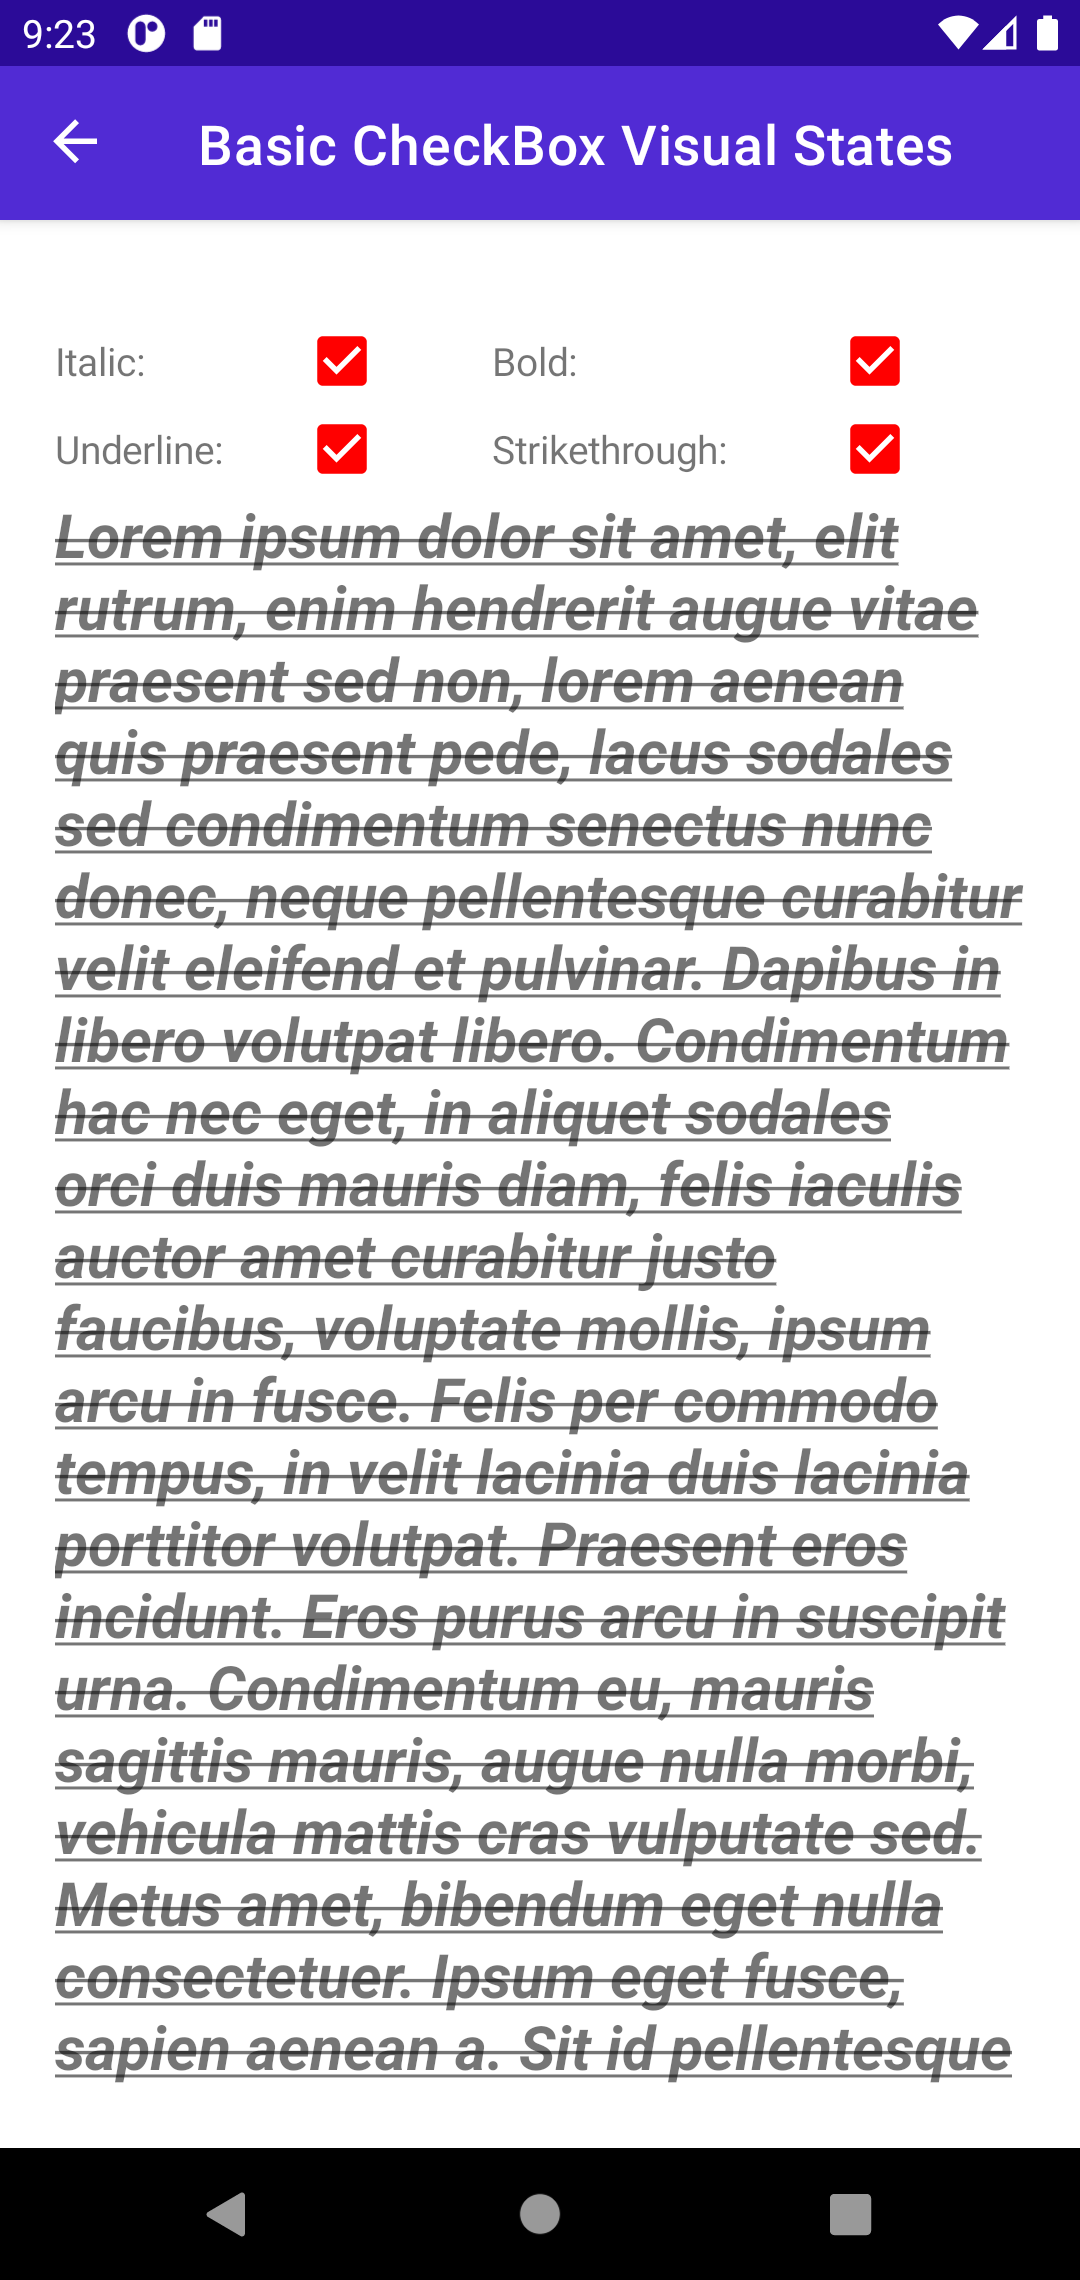 9:23
Basic CheckBox Visual States
Italic: Bold:
Underline: Strikethrough:
Lorem ipsum dolor sit amet, elit
rutrum, enim hendrerit augue vitae
praesent sed non, lorem aenean
quis praesent pede, lacus sodales
sed condimentum senectus nunc
donec, neque pellentesque curabitur
velit eleifend et pulvinar. Dapibus in
libero volutpat libero. Condimentum
hac nec eget, in aliquet sodales
orci duis mauris diam, felis iaculis
auctor amet curabitur justo
faucibus, voluptate mollis, ipsum
arcu in fusce. Felis per commodo
tempus, in velit lacinia duis lacinia
porttitor volutpat. Praesent eros
incidunt. Eros purus arcu in suscipit
urna. Condimentum eu, mauris
sagittis mauris, augue nulla morbi,
vehicula mattis cras vulputate sed.
Metus amet, bibendum eget nulla
consectetuer. Ipsum eget fusce,
sapien aenean a. Sit id pellentesque